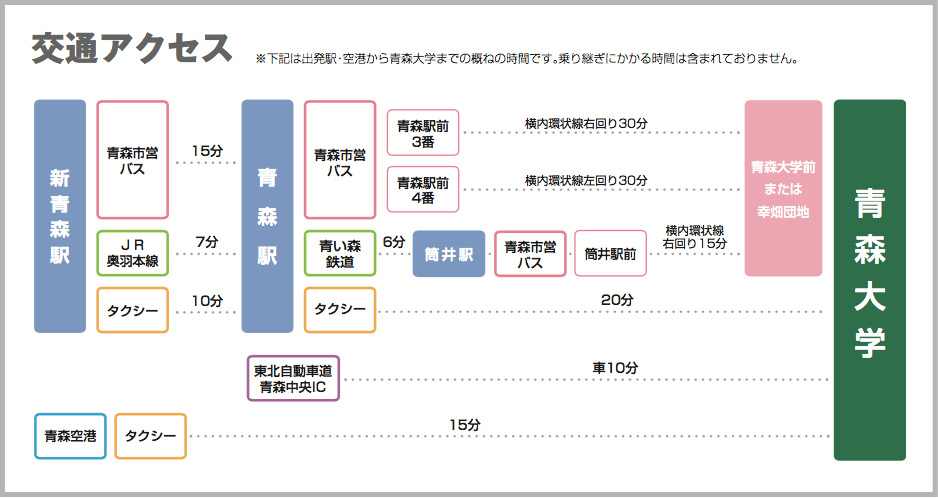 交通アクセス
※下記は出発駅・空港から青森大学までの概ねの時間です。乗り継ぎにかかる時間は含まれておりません。
新青森駅
青森市営
バス
15分
JR
奥羽本線
7分
タクシー
10分
青森駅
青森市営
バス
青森駅前
3番
横内環状線右回り30分
青森駅前
4番
横内環状線左回り30分
青い森
鉄道
6分
筒井駅
青森市営
バス
筒井駅前
横内環状線
右回り15分
青森大学前
または
幸畑団地
タクシー
20分
東北自動車道
青森中央IC
車10分
青森空港
タクシー
15分
青森大学